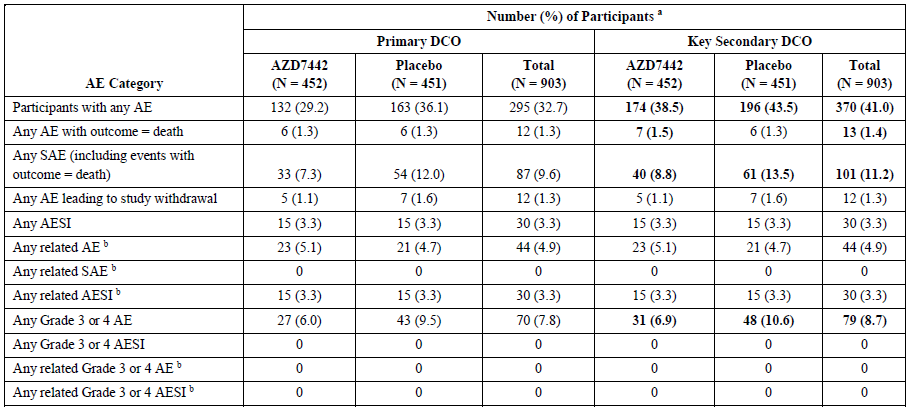 Number (%) of Participants a
Primary DCO Key Secondary DCO
AE Category AZD7442 (N = 452) Placebo (N = 451) Total (N = 903) AZD7442 (N = 452) Placebo (N = 451) Total (N = 903)
Participants with any AE 132 (29.2) 163 (36.1) 295 (32.7) 174 (38.5) 196 (43.5) 370 (41.0)
Any AE with outcome = death 6 (1.3) 6 (1.3) 12 (1.3) 7 (1.5) 6 (1.3) 13 (1.4)
Any SAE (including events with
outcome = death) 33 (7.3) 54 (12.0) 87 (9.6) 40 (8.8) 61 (13.5) 101 (11.2)
Any AE leading to study withdrawal 5 (1.1) 7 (1.6) 12 (1.3) 5 (1.1) 7 (1.6) 12 (1.3)
Any AESI 15 (3.3) 15 (3.3) 30 (3.3) 15 (3.3) 15 (3.3) 30 (3.3)
Any related AE b 23 (5.1) 21 (4.7) 44 (4.9) 23 (5.1) 21 (4.7) 44 (4.9)
Any related SAE b 0 0 0 0 0 0
Any related AESI b 15 (3.3) 15 (3.3) 30 (3.3) 15 (3.3) 15 (3.3) 30 (3.3)
Any Grade 3 or 4 AE 27 (6.0) 43 (9.5) 70 (7.8) 31 (6.9) 48 (10.6) 79 (8.7)
Any Grade 3 or 4 AESI 0 0 0 0 0 0
Any related Grade 3 or 4 AE b 0 0 0 0 0 0
Any related Grade 3 or 4 AESI b 0 0 0 0 0 0